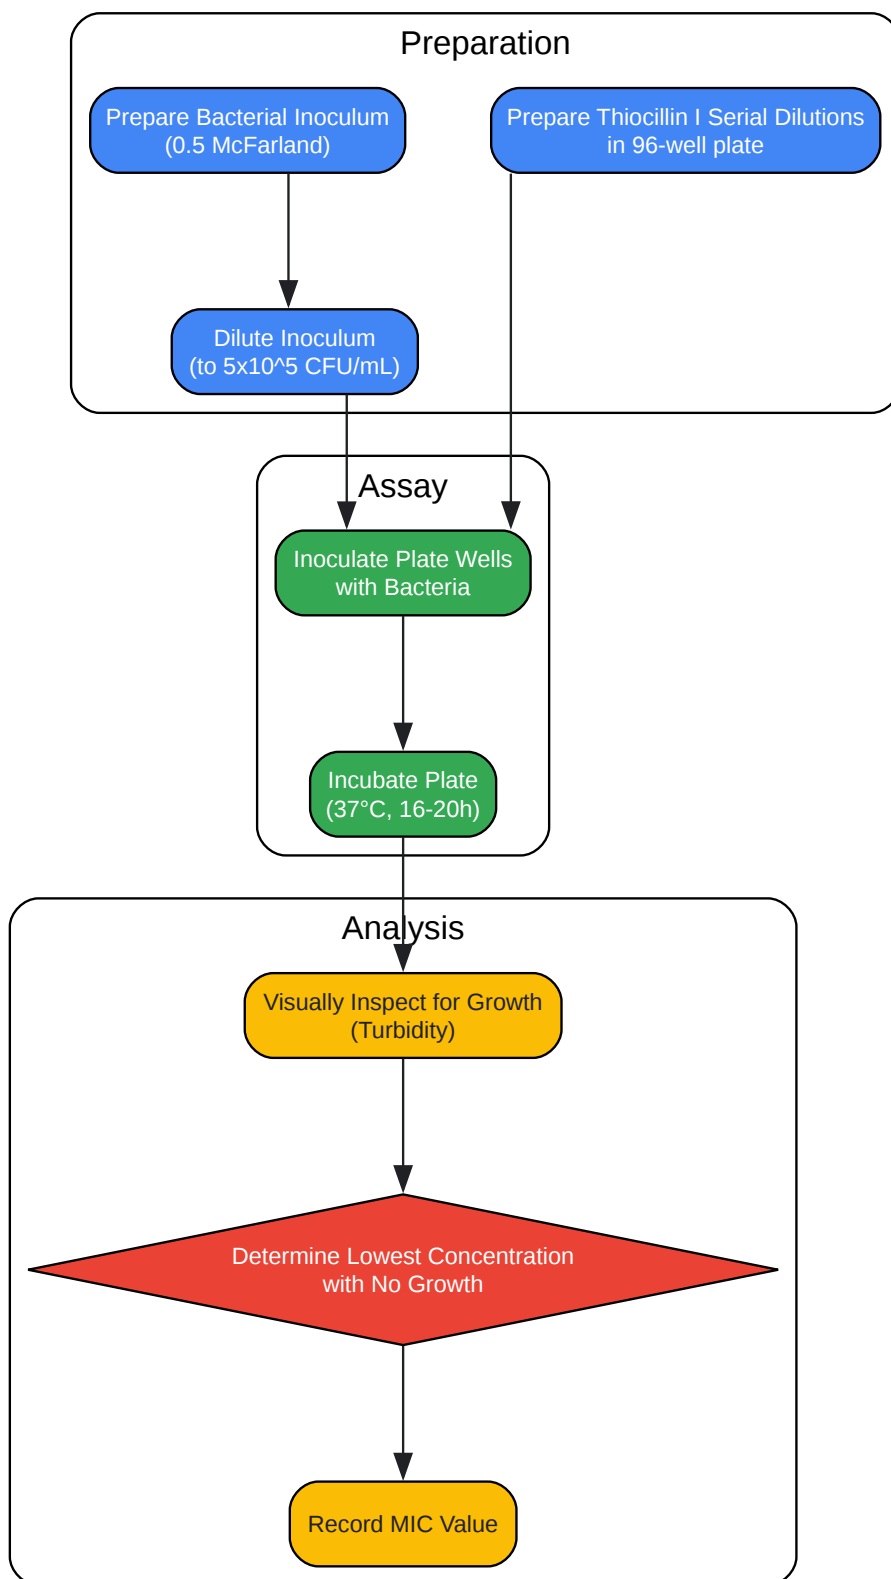 Preparation
Prepare Bacterial Inoculum
(0.5 McFarland)
Prepare Thiocillin I Serial Dilutions
in 96-well plate
Dilute Inoculum
(to 5x10^5 CFU/mL)
Assay
Inoculate Plate Wells
with Bacteria
Incubate Plate
(37°C, 16-20h)
Analysis
Visually Inspect for Growth
(Turbidity)
Determine Lowest Concentration
with No Growth
Record MIC Value